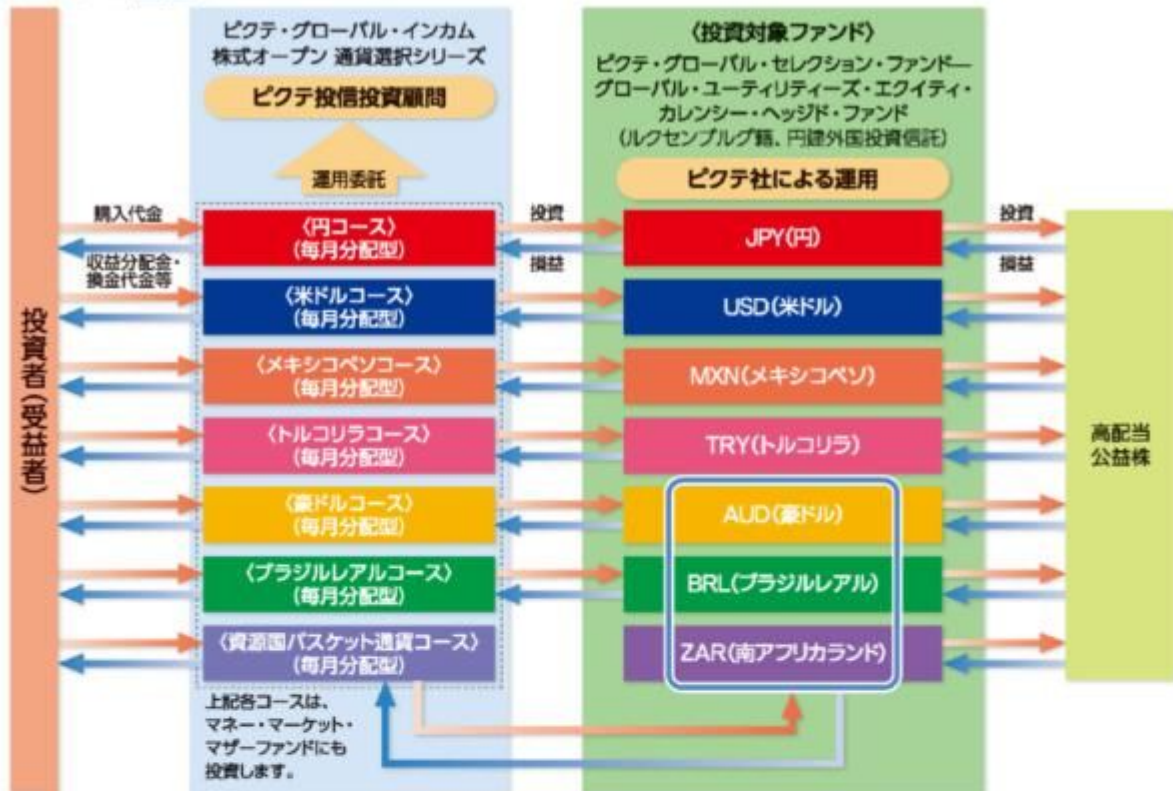 投資者(受益者)
ピクテ・グローバル・インカム
株式オープン 通貨選択シリーズ
ピクテ投信投資顧問
運用委託
〈投資対象ファンド〉
ピクテ・グローバル・セレクション・ファンド―
グローバル・ユーティリティーズ・エクイティ・
カレンシー・ヘッジド・ファンド
(ルクセンブルグ籍、円建外国投資信託)
ピクテ社による運用
購入代金
収益分配金・
換金代金等
〈円コース〉
(毎月分配型)
投資
損益
JPY(円)
投資
損益
〈米ドルコース〉
(毎月分配型)
USD(米ドル)
〈メキシコペソコース〉
(毎月分配型)
MXN(メキシコペソ)
〈トルコリラコース〉
(毎月分配型)
TRY(トルコリラ)
〈豪ドルコース〉
(毎月分配型)
AUD(豪ドル)
〈ブラジルレアルコース〉
(毎月分配型)
BRL(ブラジルレアル)
〈資源国バスケット通貨コース〉
(毎月分配型)
ZAR(南アフリカランド)
高配当
公益株
上記各コースは、
マネー・マーケット・
マザーファンドにも
投資します。